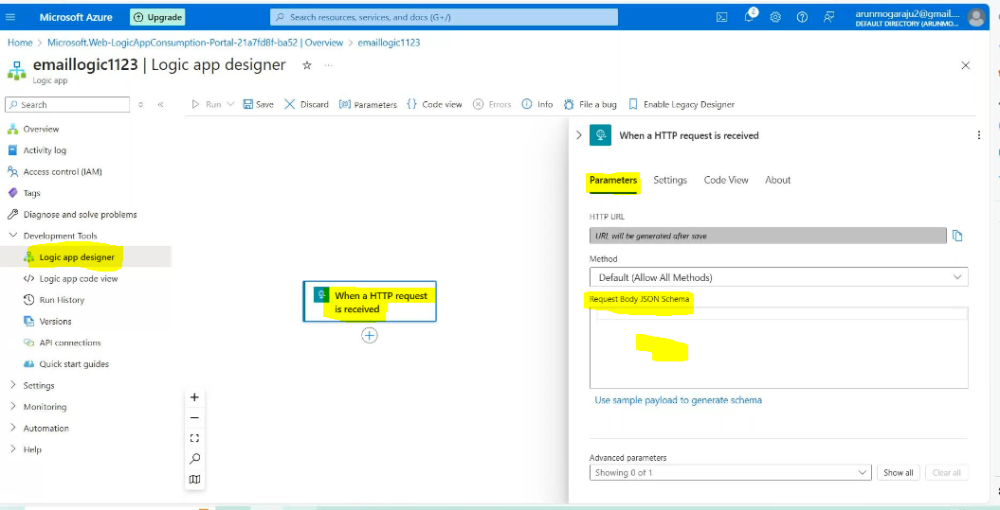 Microsoft Azure
Upgrade
Search resources, services, and docs (G+/)
2
arunmogaraju2@gmail....
DEFAULT DIRECTORY (ARUNMO...
Home > Microsoft.Web-LogicAppConsumption-Portal-21a7fd8f-ba52 | Overview > emaillogic1123
emaillogic1123 | Logic app designer
Logic app
Search
Run
Save
Discard
Parameters
Code view
Errors
Info
File a bug
Enable Legacy Designer
Overview
Activity log
Access control (IAM)
Tags
Diagnose and solve problems
Development Tools
Logic app designer
Logic app code view
Run History
Versions
API connections
Quick start guides
Settings
Monitoring
Automation
Help
When a HTTP request
is received
When a HTTP request is received
Parameters
Settings
Code View
About
HTTP URL
URL will be generated after save
Method
Default (Allow All Methods)
Request Body JSON Schema
Use sample payload to generate schema
Advanced parameters
Showing 0 of 1
Show all
Clear all